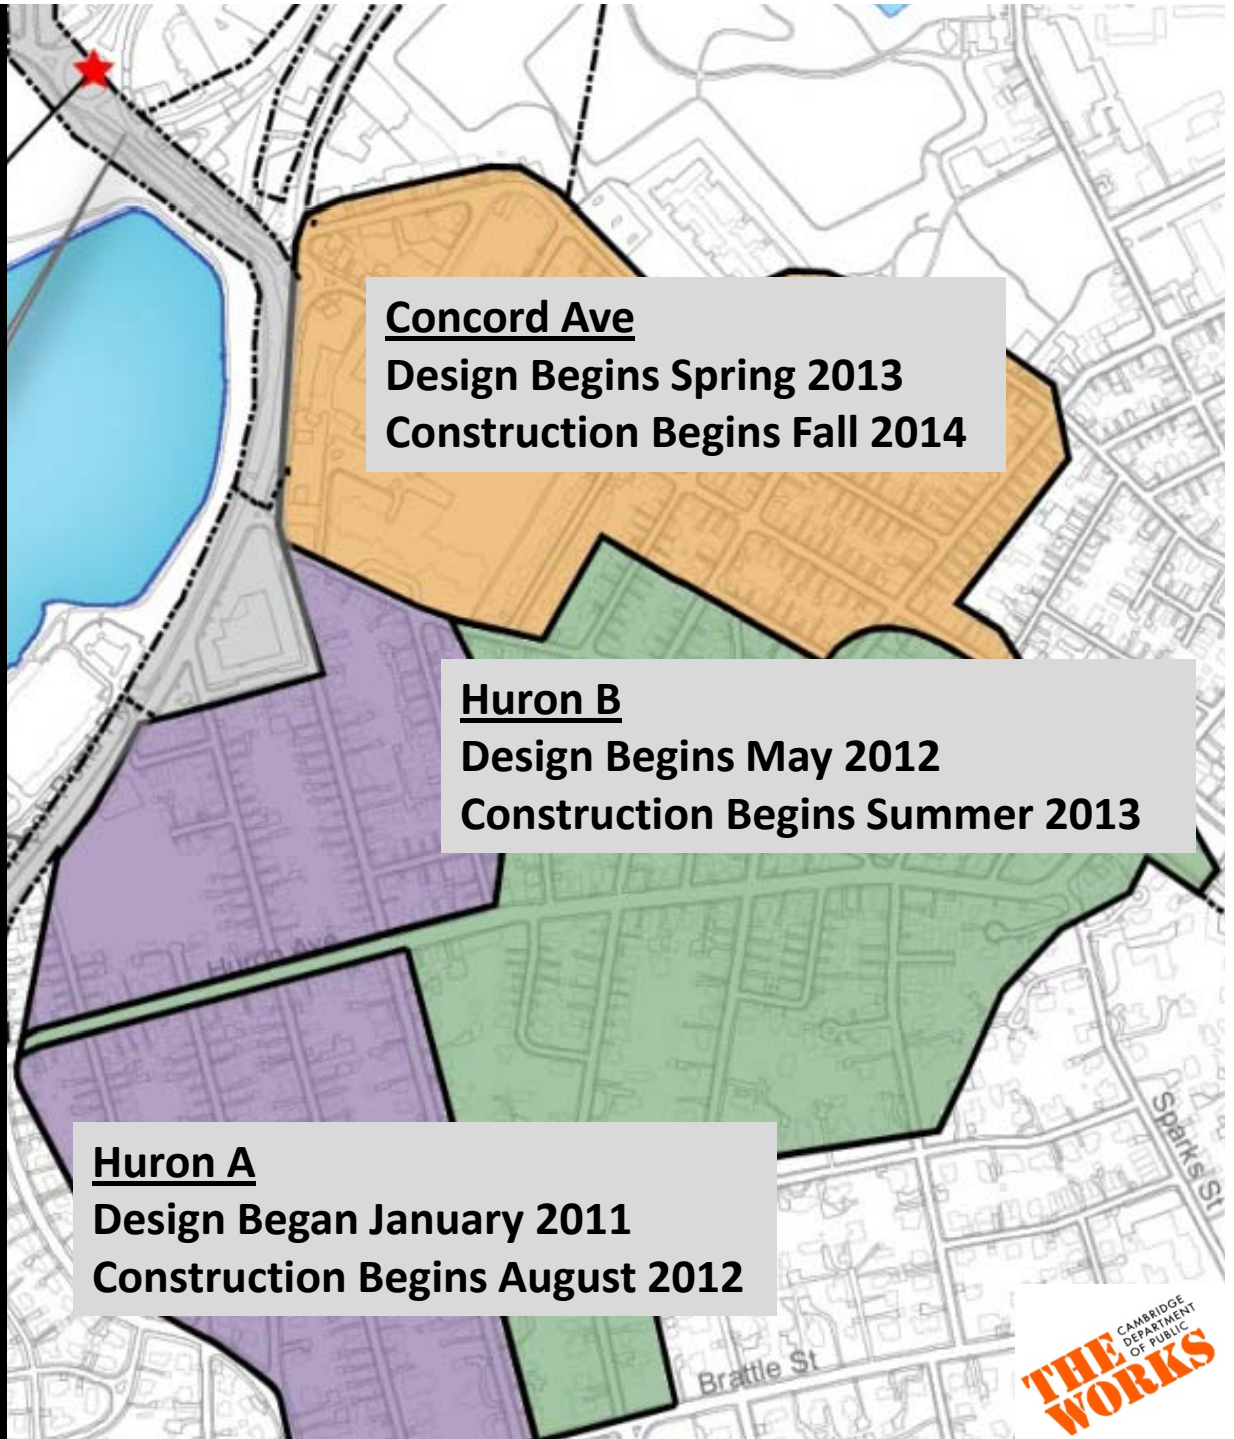 Concord Ave
Design Begins Spring 2013
Construction Begins Fall 2014
Huron B
Design Begins May 2012
Construction Begins Summer 2013
Huron Ave
Huron A
Design Began January 2011
Construction Begins August 2012
Sparks St
Brattle St
THE WORKS
CAMBRIDGE
DEPARTMENT
OF PUBLIC